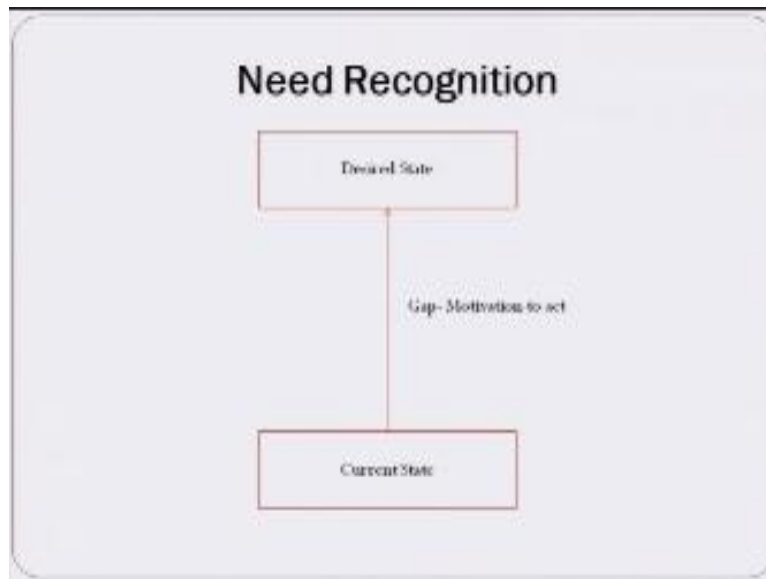 Need Recognition
Desired State
Gap- Motivation to act
Current State